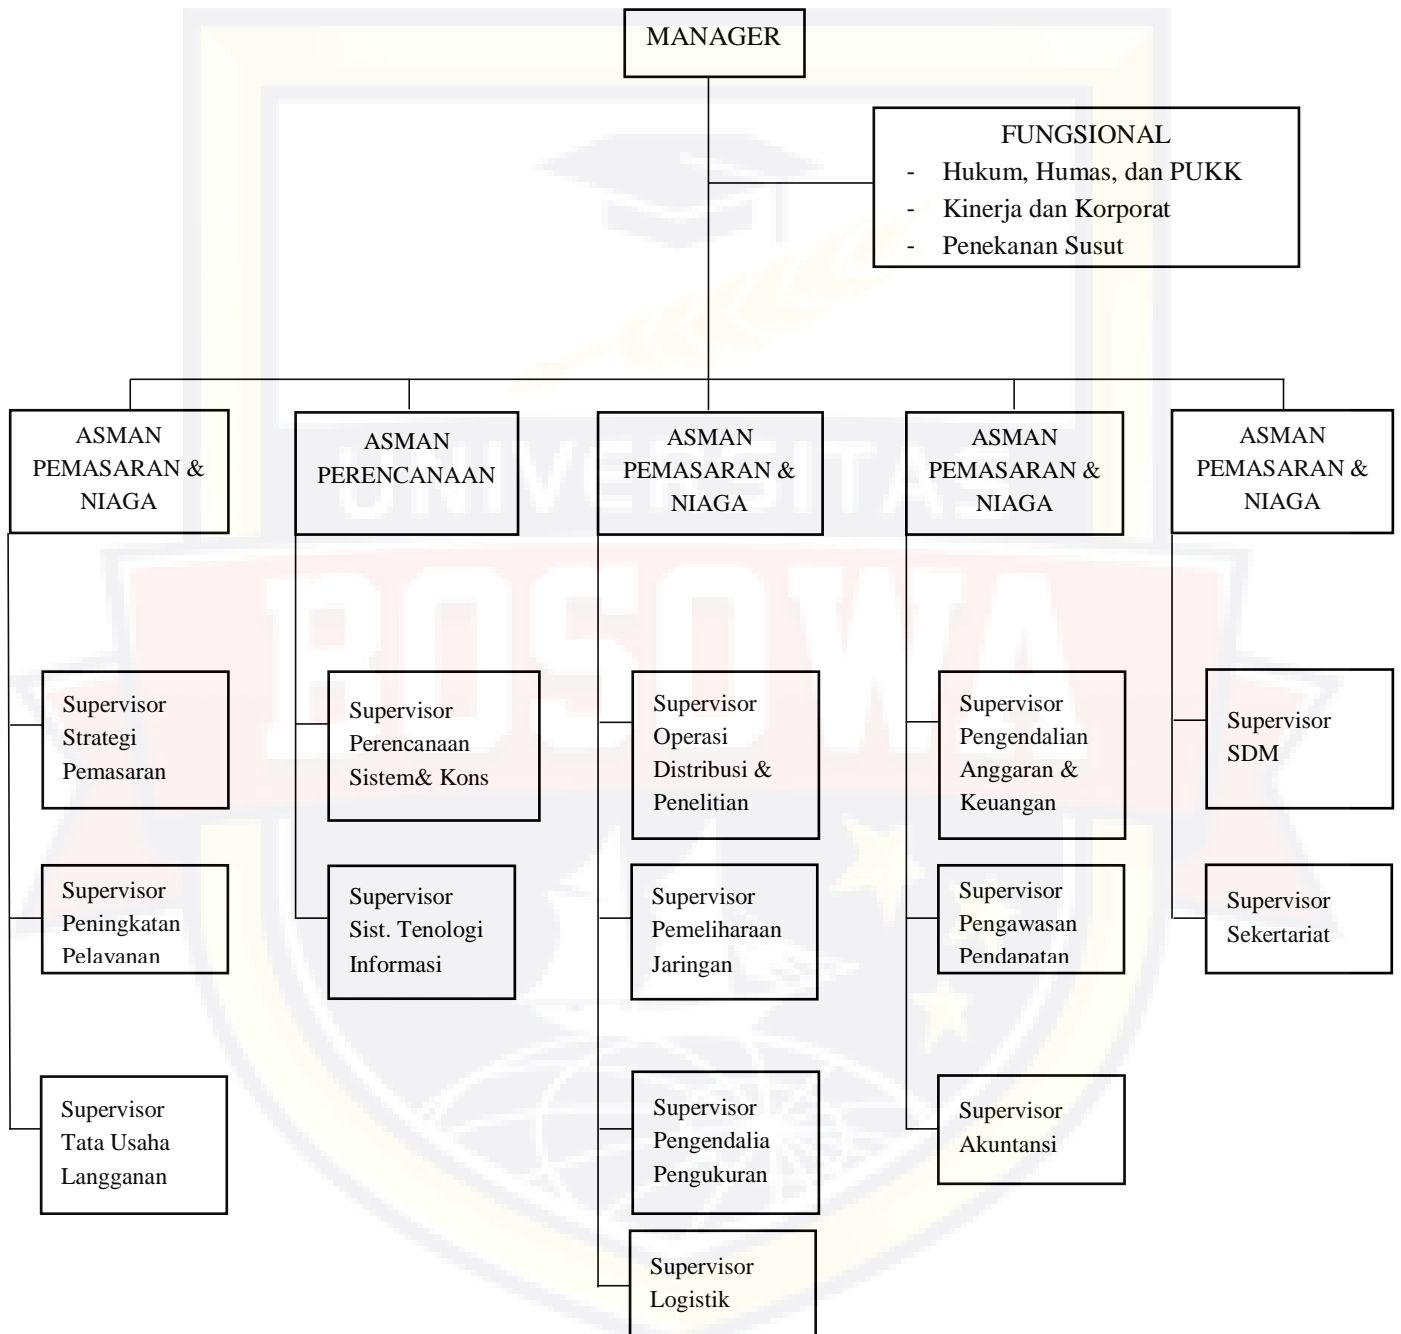 MANAGER
FUNGSIONAL
- Hukum, Humas, dan PUKK
- Kinerja dan Korporat
- Penekanan Susut
ASMAN
PEMASARAN &
NIAGA
ASMAN
PERENCANAAN
ASMAN
PEMASARAN &
NIAGA
ASMAN
PEMASARAN &
NIAGA
ASMAN
PEMASARAN &
NIAGA
UNIVERSITAS
BOSOWA
Supervisor
Strategi
Pemasaran
Supervisor
Perencanaan
Sistem& Kons
Supervisor
Operasi
Distribusi &
Penelitian
Supervisor
Pengendalian
Anggaran &
Keuangan
Supervisor
SDM
Supervisor
Peningkatan
Pelayanan
Supervisor
Sist. Tenologi
Informasi
Supervisor
Pemeliharaan
Jaringan
Supervisor
Pengawasan
Pendapatan
Supervisor
Sekertariat
Supervisor
Tata Usaha
Langganan
Supervisor
Pengendalia
Pengukuran
Supervisor
Akuntansi
Supervisor
Logistik